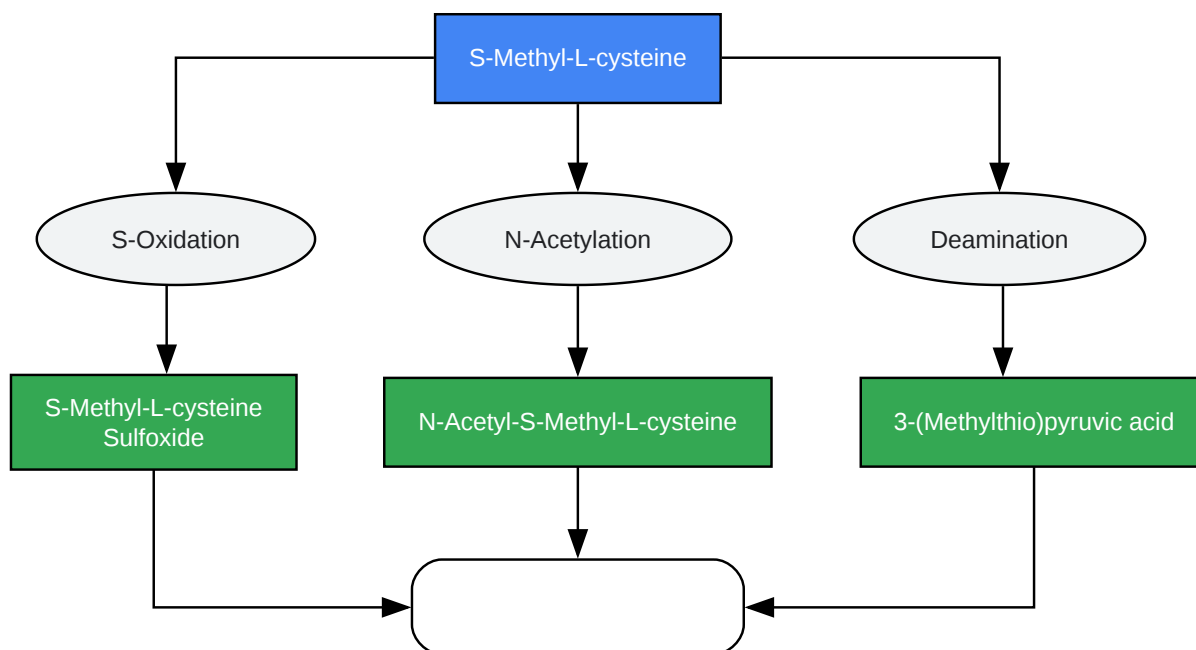 S-Methyl-L-cysteine
S-Oxidation
N-Acetylation
Deamination
S-Methyl-L-cysteine
Sulfoxide
N-Acetyl-S-Methyl-L-cysteine
3-(Methylthio)pyruvic acid